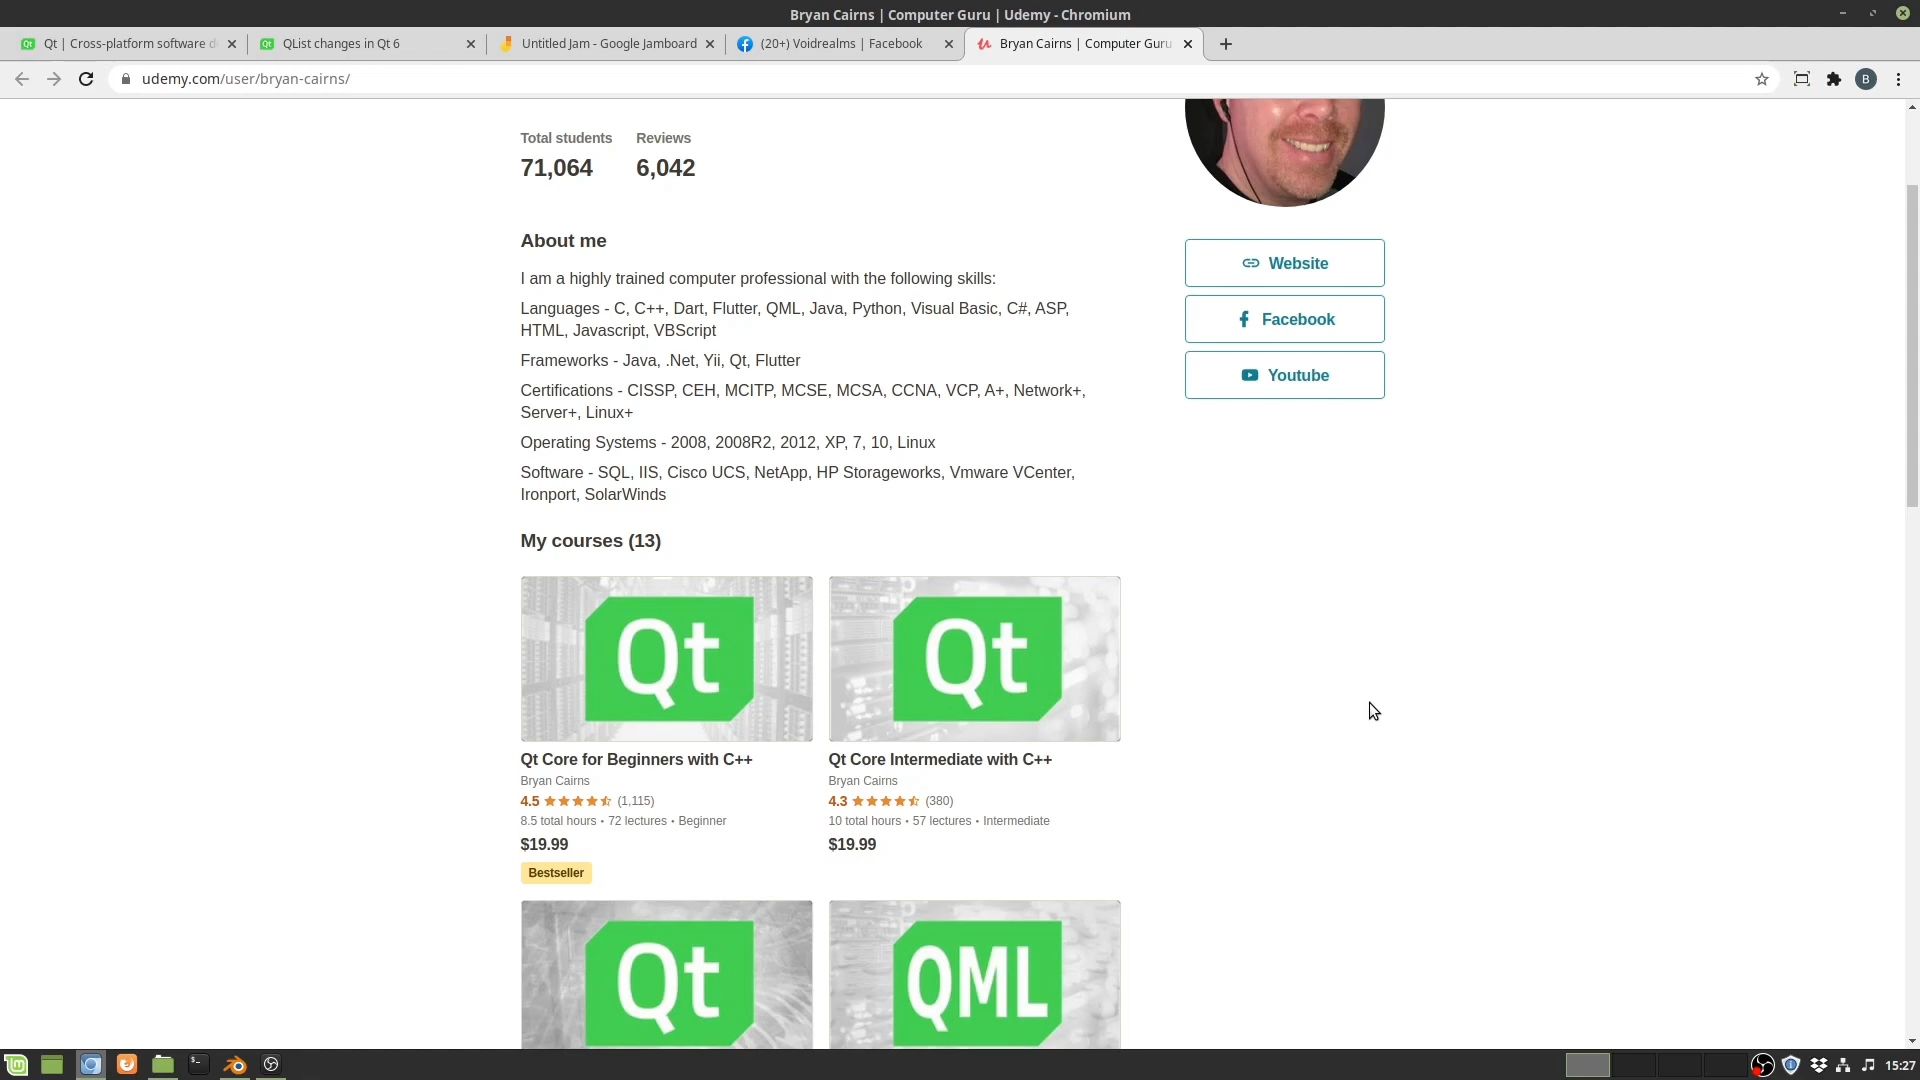 Bryan Cairns | Computer Guru | Udemy - Chromium
Qt | Cross-platform software d
QList changes in Qt 6
Untitled Jam - Google Jamboard
(20+) Voidrealms | Facebook
Bryan Cairns | Computer Guru
udemy.com/user/bryan-cairns/
B
Total students
Reviews
71,064
6,042
About me
I am a highly trained computer professional with the following skills:
Languages - C, C++, Dart, Flutter, QML, Java, Python, Visual Basic, C#, ASP,
HTML, Javascript, VBScript
Frameworks - Java, .Net, Yii, Qt, Flutter
Certifications - CISSP, CEH, MCITP, MCSE, MCSA, CCNA, VCP, A+, Network+,
Server+, Linux+
Operating Systems - 2008, 2008R2, 2012, XP, 7, 10, Linux
Software - SQL, IIS, Cisco UCS, NetApp, HP Storageworks, Vmware VCenter,
Ironport, SolarWinds
Website
Facebook
Youtube
My courses (13)
Qt
Qt
Qt Core for Beginners with C++
Bryan Cairns
4.5 (1,115)
8.5 total hours • 72 lectures • Beginner
$19.99
Bestseller
Qt Core Intermediate with C++
Bryan Cairns
4.3 (380)
10 total hours • 57 lectures • Intermediate
$19.99
Qt
QML
15:27